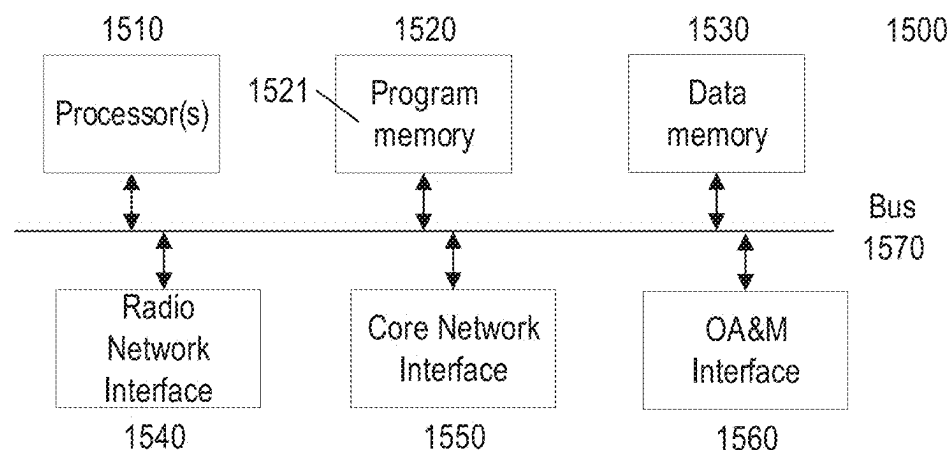 1510 1520 1530 1500
Processor(s)
1521
Program
memory
Data
memory
Bus
1570
Radio
Network
Interface
Core Network
Interface
OA&M
Interface
1540 1550 1560